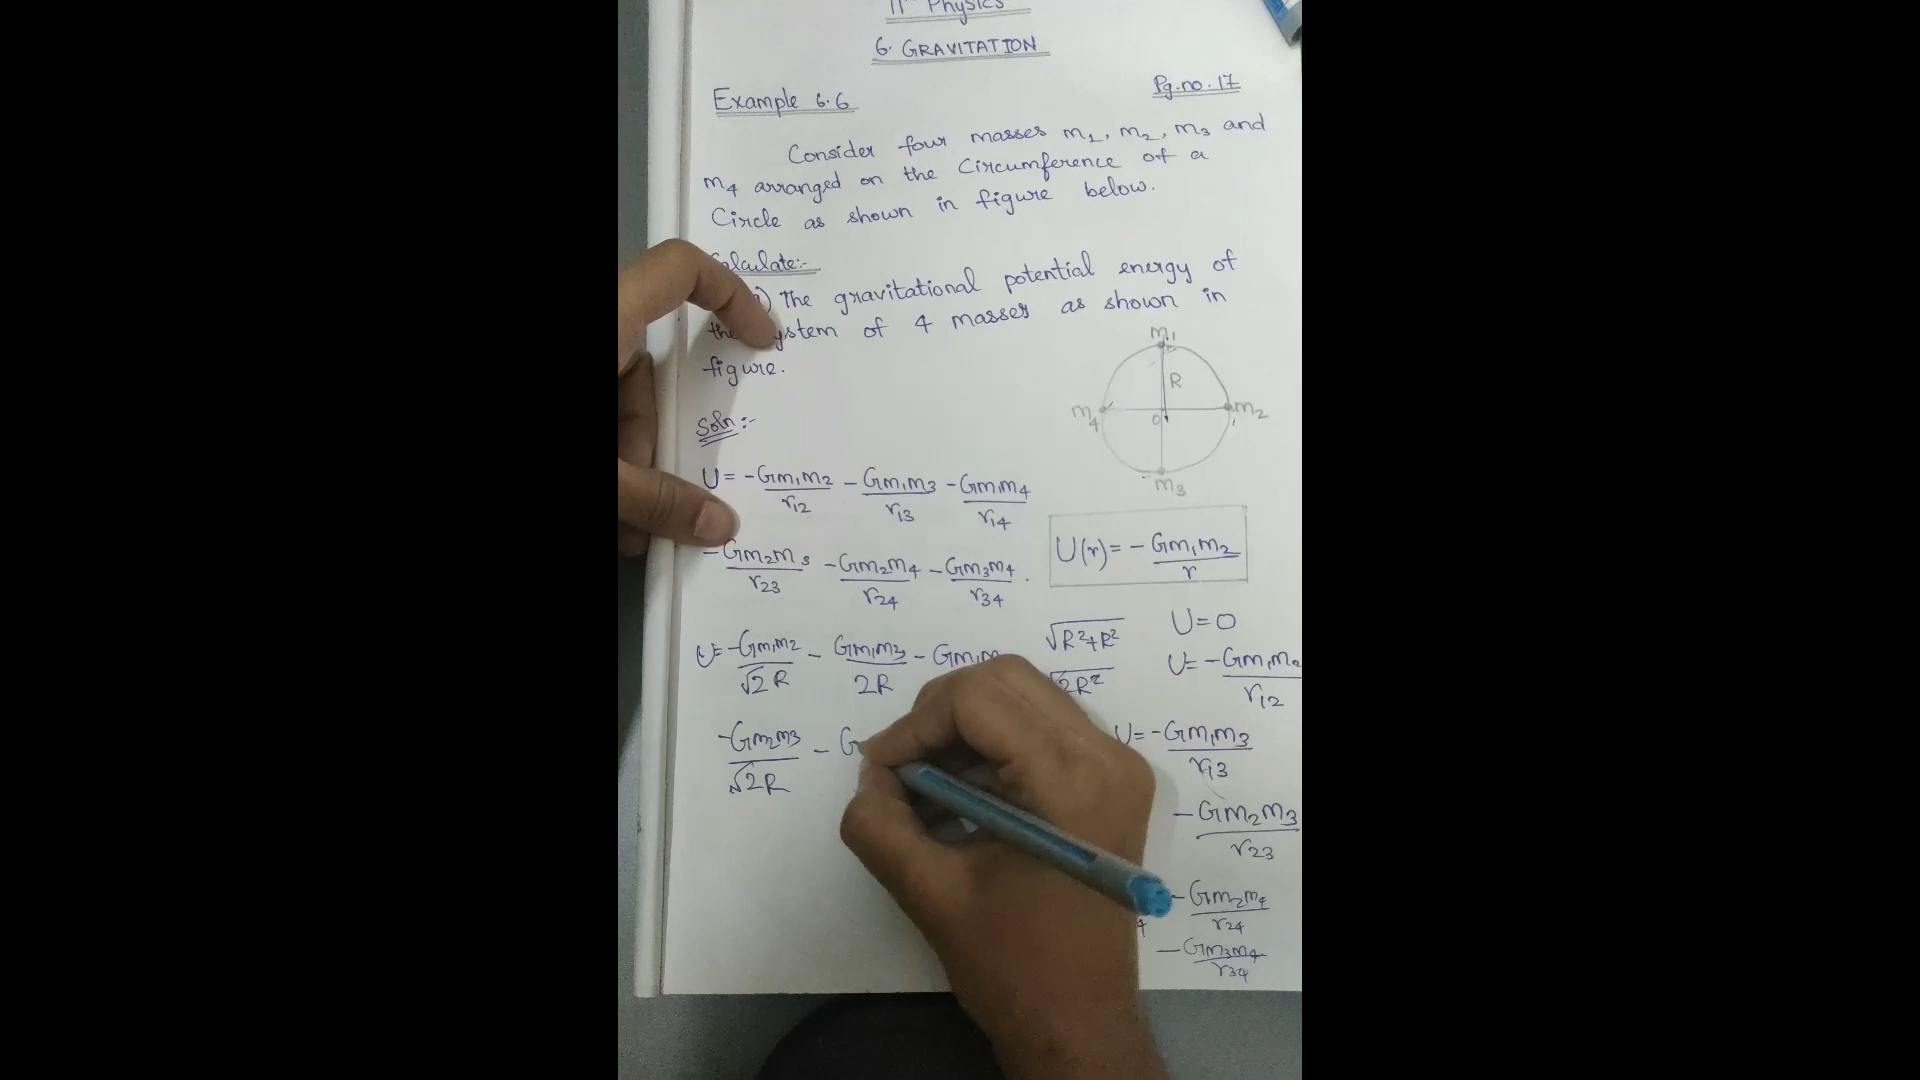 11th Physics
6. GRAVITATION
Example 6.6
Pg.no.17
Consider four masses m₁, m₂, m₃ and
m₄ arranged on the Circumference of a
Circle as shown in figure below.
Calculate:-
a) The gravitational potential energy of
the system of 4 masses as shown in
figure.
m₁
R
m₄ O m₂
m₃
Soln:-
U = -Gm₁m₂/r₁₂ - Gm₁m₃/r₁₃ - Gm₁m₄/r₁₄
-Gm₂m₃/r₂₃ - Gm₂m₄/r₂₄ - Gm₃m₄/r₃₄.
U(r) = - Gm₁m₂/r
U = -Gm₁m₂/√2R - Gm₁m₃/2R - Gm₁m
-Gm₂m₃/√2R - G
√R²+R²
√2R²
U=0
U= -Gm₁m₂/r₁₂
U= -Gm₁m₃/r₁₃
-Gm₂m₃/r₂₃
-Gm₂m₄/r₂₄
-Gm₃m₄/r₃₄